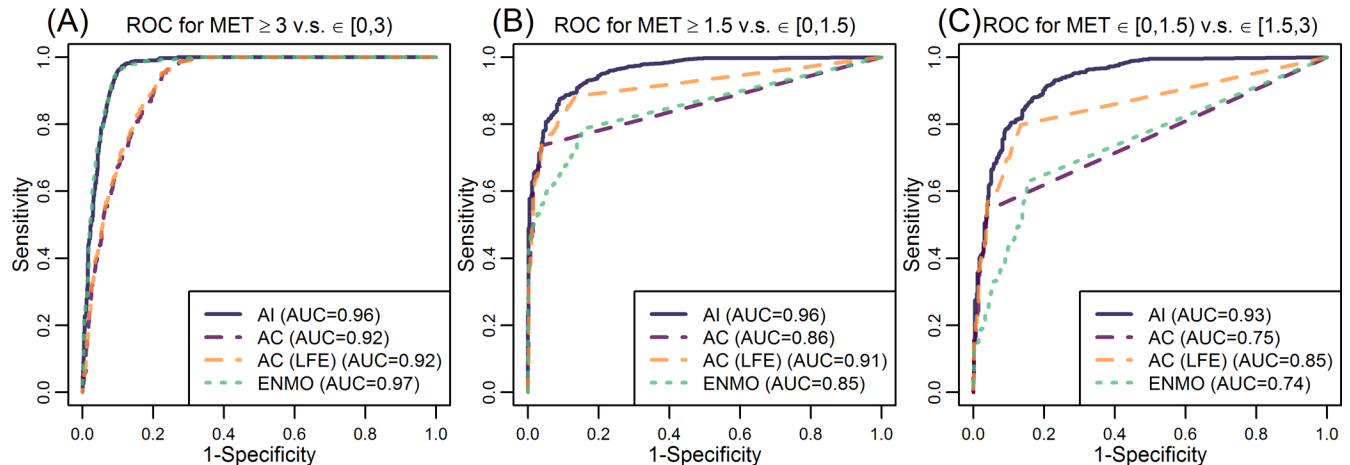 (A) ROC for MET ≥ 3 v.s. ∈ [0,3)
Sensitivity
0.0 0.2 0.4 0.6 0.8 1.0
AI (AUC=0.96)
AC (AUC=0.92)
AC (LFE) (AUC=0.92)
ENMO (AUC=0.97)
0.0 0.2 0.4 0.6 0.8 1.0
1-Specificity
(B) ROC for MET ≥ 1.5 v.s. ∈ [0,1.5)
Sensitivity
0.0 0.2 0.4 0.6 0.8 1.0
AI (AUC=0.96)
AC (AUC=0.86)
AC (LFE) (AUC=0.91)
ENMO (AUC=0.85)
0.0 0.2 0.4 0.6 0.8 1.0
1-Specificity
(C) ROC for MET ∈ [0,1.5) v.s. ∈ [1.5,3)
Sensitivity
0.0 0.2 0.4 0.6 0.8 1.0
AI (AUC=0.93)
AC (AUC=0.75)
AC (LFE) (AUC=0.85)
ENMO (AUC=0.74)
0.0 0.2 0.4 0.6 0.8 1.0
1-Specificity